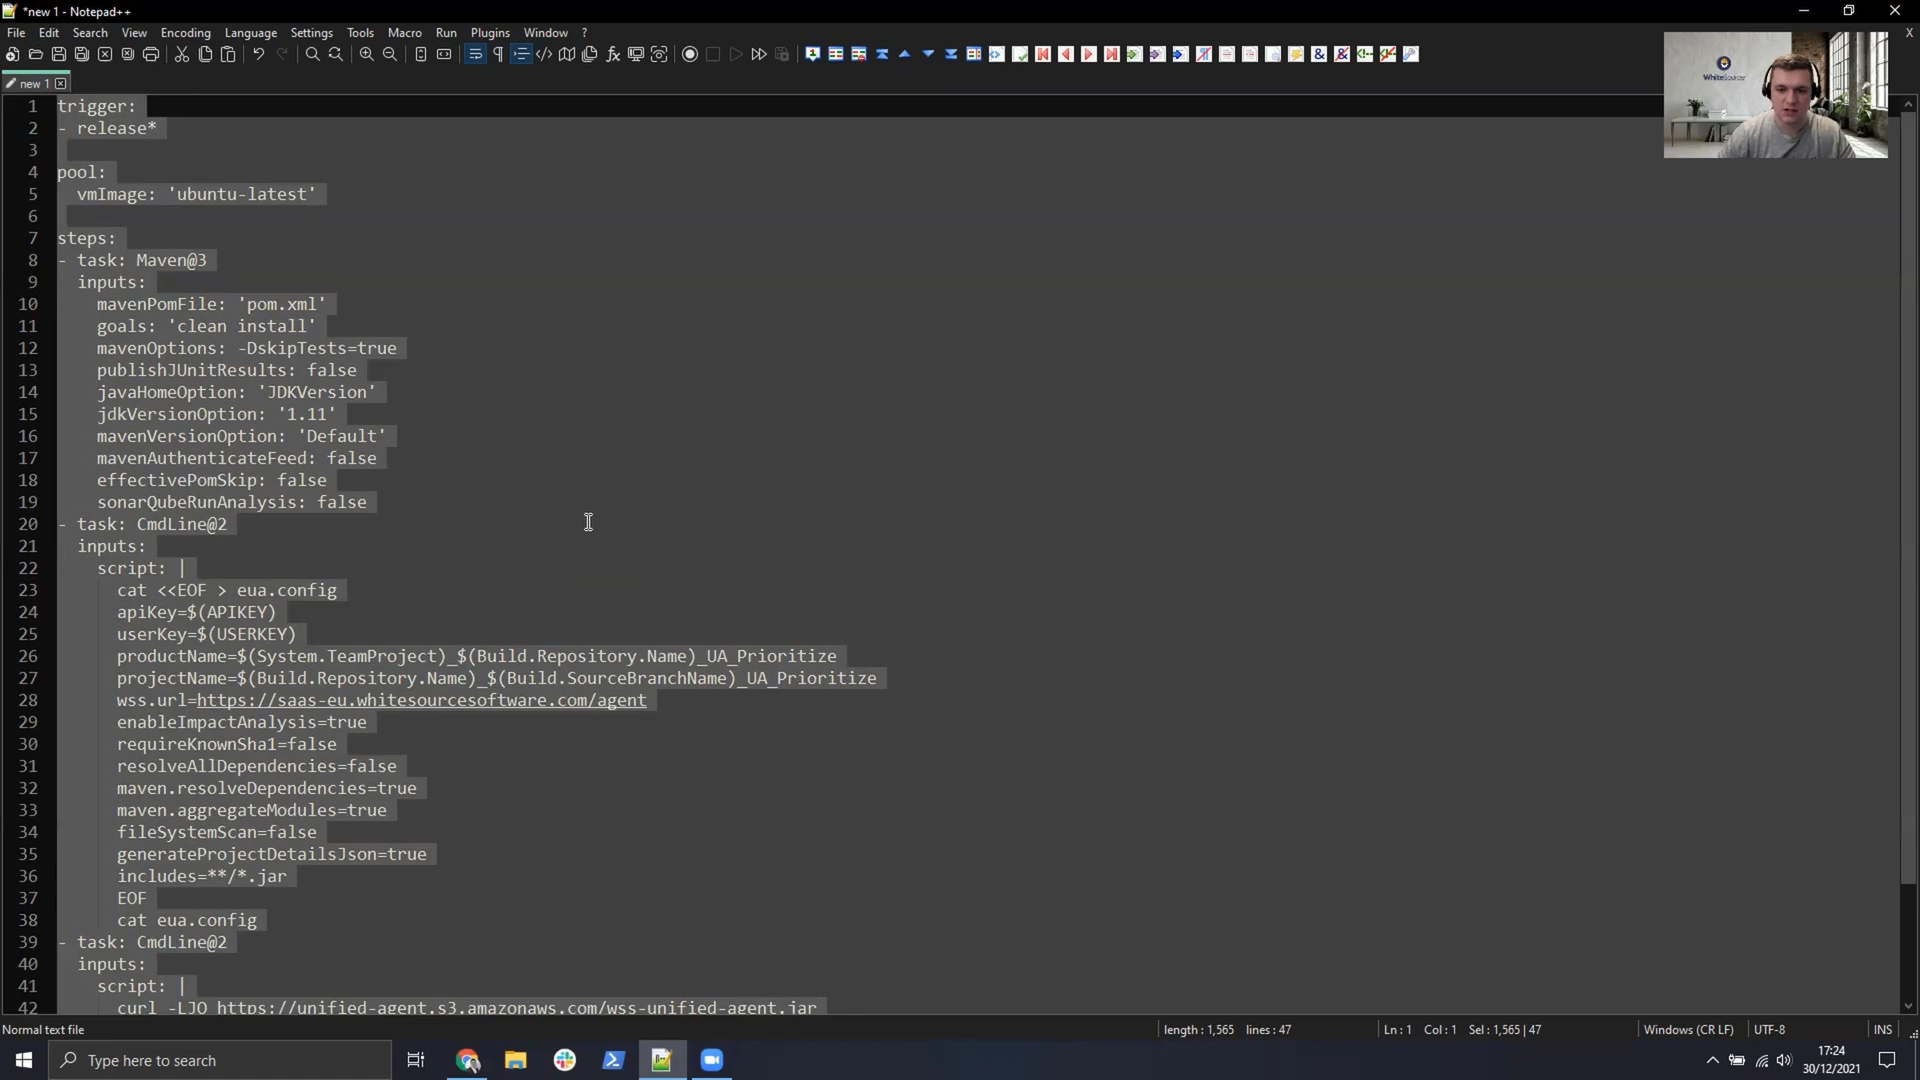 *new 1 - Notepad++
File Edit Search View Encoding Language Settings Tools Macro Run Plugins Window ?
new 1
WhiteSource
1 trigger:
2 - release*
3
4 pool:
5 vmImage: 'ubuntu-latest'
6
7 steps:
8 - task: Maven@3
9 inputs:
10 mavenPomFile: 'pom.xml'
11 goals: 'clean install'
12 mavenOptions: -DskipTests=true
13 publishJUnitResults: false
14 javaHomeOption: 'JDKVersion'
15 jdkVersionOption: '1.11'
16 mavenVersionOption: 'Default'
17 mavenAuthenticateFeed: false
18 effectivePomSkip: false
19 sonarQubeRunAnalysis: false
20 - task: CmdLine@2
21 inputs:
22 script: |
23 cat <<EOF > eua.config
24 apiKey=$(APIKEY)
25 userKey=$(USERKEY)
26 productName=$(System.TeamProject)_$(Build.Repository.Name)_UA_Prioritize
27 projectName=$(Build.Repository.Name)_$(Build.SourceBranchName)_UA_Prioritize
28 wss.url=https://saas-eu.whitesourcesoftware.com/agent
29 enableImpactAnalysis=true
30 requireKnownSha1=false
31 resolveAllDependencies=false
32 maven.resolveDependencies=true
33 maven.aggregateModules=true
34 fileSystemScan=false
35 generateProjectDetailsJson=true
36 includes=**/*.jar
37 EOF
38 cat eua.config
39 - task: CmdLine@2
40 inputs:
41 script: |
42 curl -LJO https://unified-agent.s3.amazonaws.com/wss-unified-agent.jar
Normal text file length : 1,565 lines : 47 Ln : 1 Col : 1 Sel : 1,565 | 47 Windows (CR LF) UTF-8 INS
Type here to search
17:24
30/12/2021